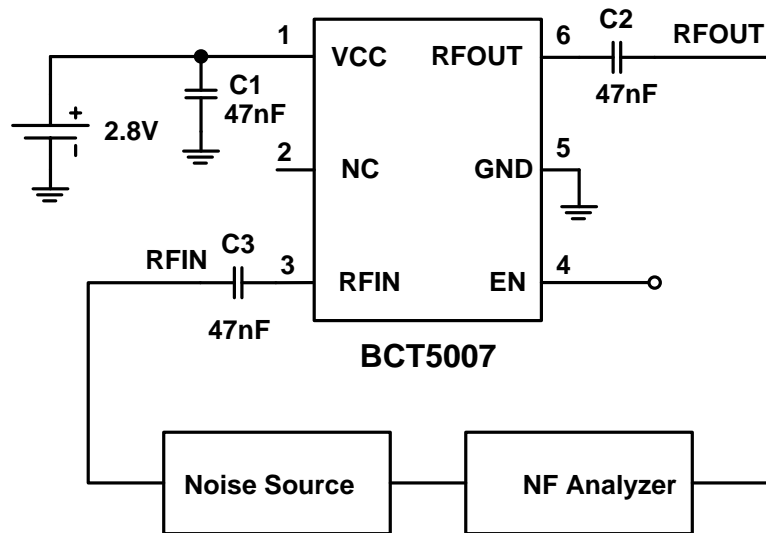 1
VCC
RFOUT
6
C2
RFOUT
C1
47nF
47nF
+
2.8V
2
NC
GND
5
RFIN
C3
3
RFIN
EN
4
47nF
BCT5007
Noise Source
NF Analyzer